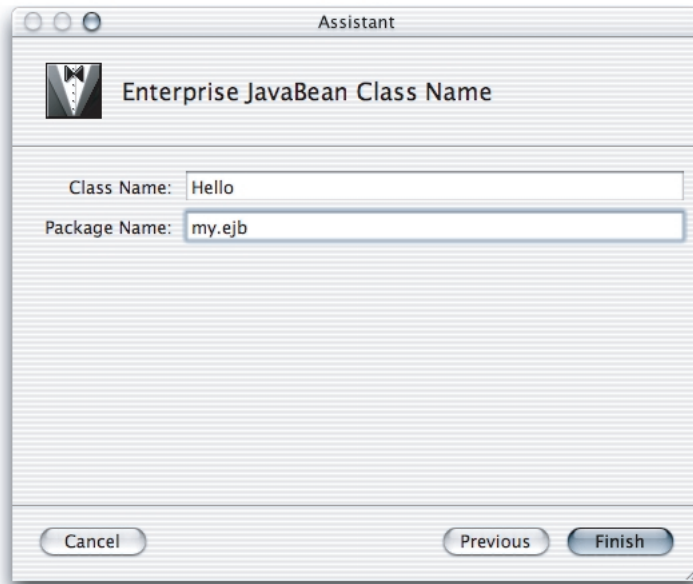 Assistant
Enterprise JavaBean Class Name
Class Name: Hello
Package Name: my.ejb
Cancel Previous Finish